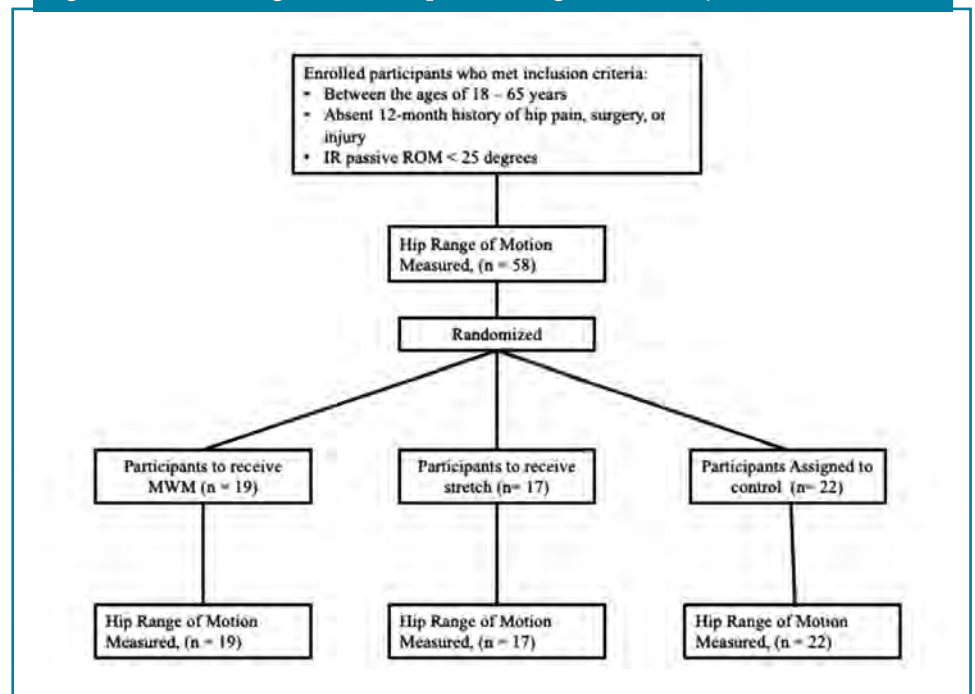 Enrolled participants who met inclusion criteria:
- Between the ages of 18 – 65 years
- Absent 12-month history of hip pain, surgery, or
injury
• IR passive ROM < 25 degrees
Hip Range of Motion
Measured, (n = 58)
Randomized
Participants to receive
MWM (n = 19)
Participants to receive
stretch (n= 17)
Participants Assigned to
control (n= 22)
Hip Range of Motion
Measured, (n = 19)
Hip Range of Motion
Measured, (n = 17)
Hip Range of Motion
Measured, (n = 22)